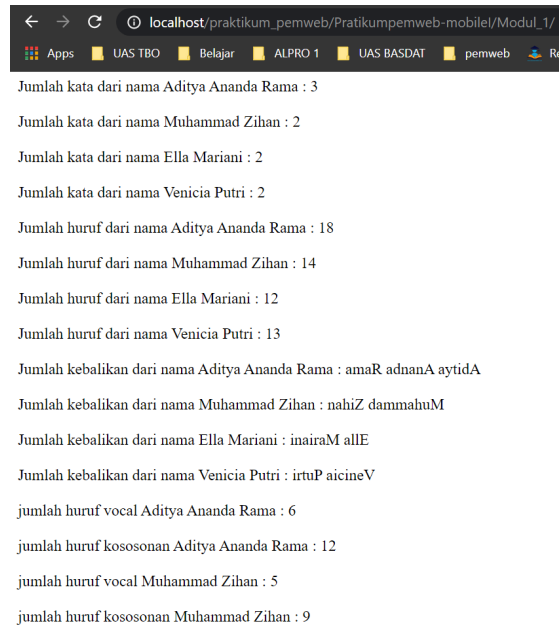 localhost/praktikum_pemweb/Pratikumpemweb-mobilel/Modul_1/
Apps UAS TBO Belajar ALPRO 1 UAS BASDAT pemweb Re
Jumlah kata dari nama Aditya Ananda Rama : 3
Jumlah kata dari nama Muhammad Zihan : 2
Jumlah kata dari nama Ella Mariani : 2
Jumlah kata dari nama Venicia Putri : 2
Jumlah huruf dari nama Aditya Ananda Rama : 18
Jumlah huruf dari nama Muhammad Zihan : 14
Jumlah huruf dari nama Ella Mariani : 12
Jumlah huruf dari nama Venicia Putri : 13
Jumlah kebalikan dari nama Aditya Ananda Rama : amaR adnanA aytidA
Jumlah kebalikan dari nama Muhammad Zihan : nahiZ dammahuM
Jumlah kebalikan dari nama Ella Mariani : inairaM allE
Jumlah kebalikan dari nama Venicia Putri : irtuP aicineV
jumlah huruf vocal Aditya Ananda Rama : 6
jumlah huruf kososonan Aditya Ananda Rama : 12
jumlah huruf vocal Muhammad Zihan : 5
jumlah huruf kososonan Muhammad Zihan : 9